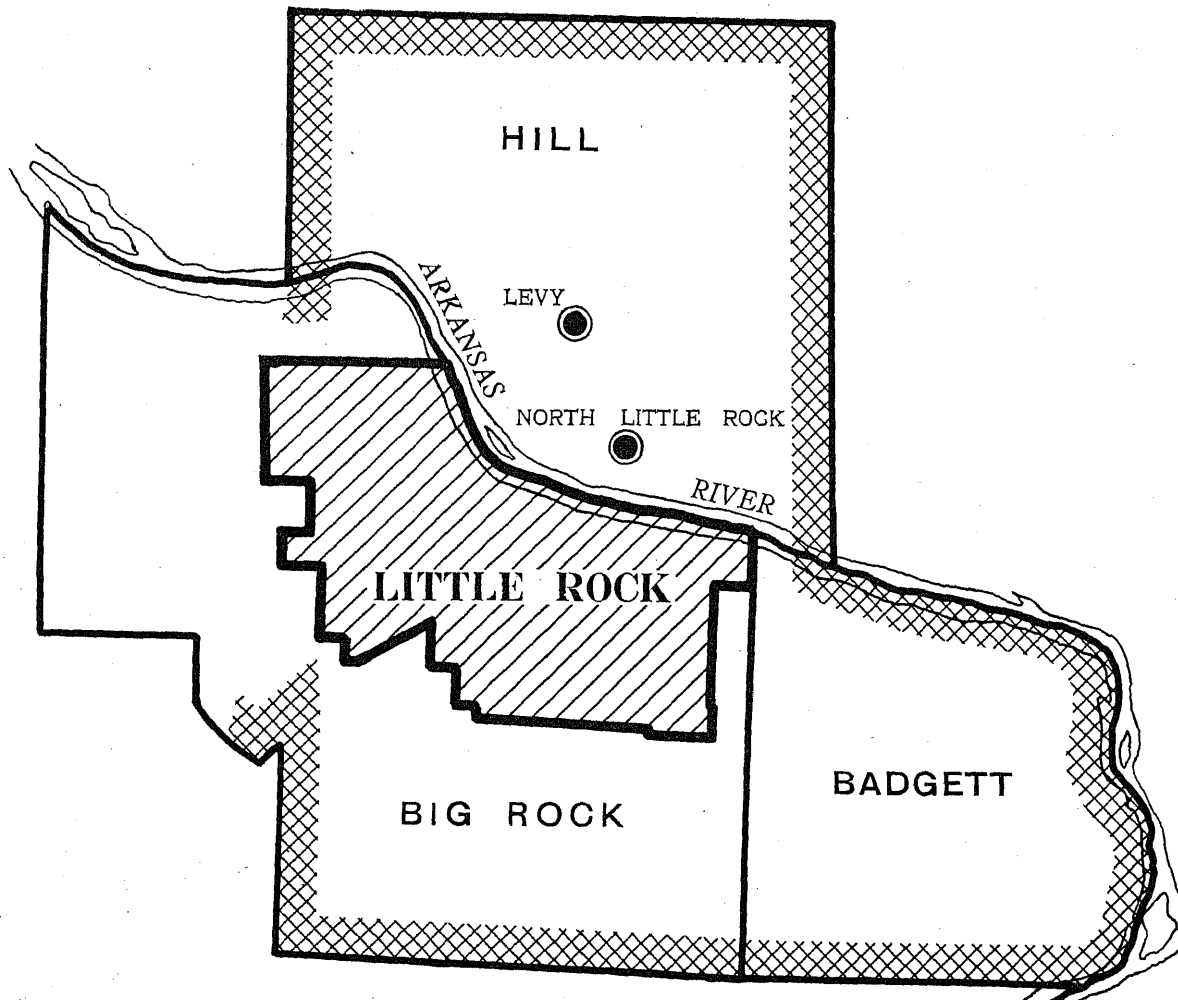 HILL
LEVY
ARKANSAS
NORTH LITTLE ROCK
RIVER
LITTLE ROCK
BADGETT
BIG ROCK